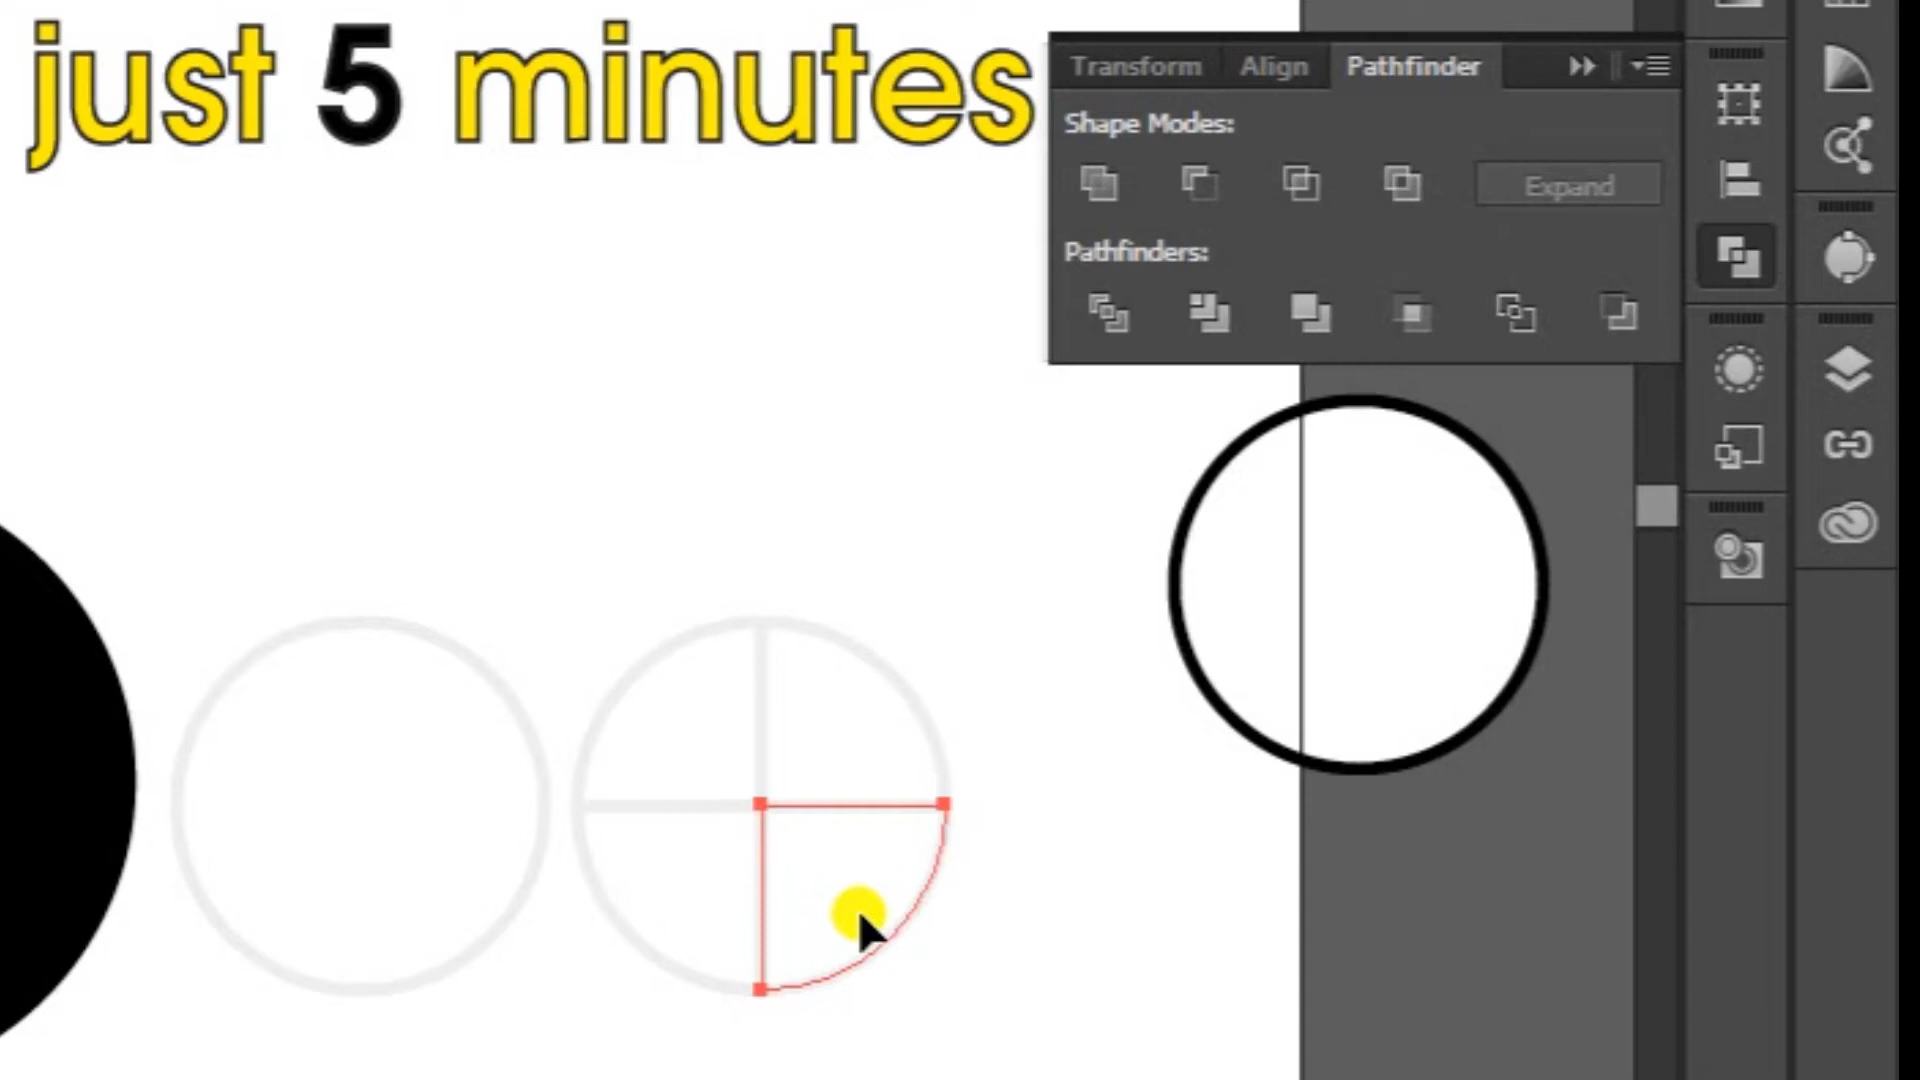 just 5 minutes
Transform Align Pathfinder
Shape Modes:
Expand
Pathfinders: